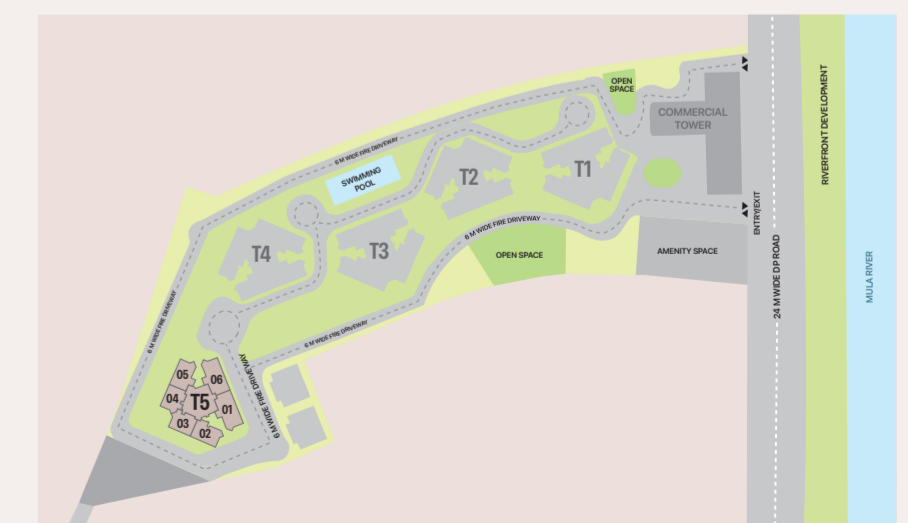 OPEN
SPACE
COMMERCIAL
TOWER
RIVERFRONT DEVELOPMENT
6 M WIDE FIRE DRIVEWAY
SWIMMING
POOL
T2
T1
ENTRY/EXIT
6 M WIDE FIRE DRIVEWAY
T4
T3
OPEN SPACE
AMENITY SPACE
24 M WIDE DP ROAD
MULA RIVER
6 M WIDE FIRE DRIVEWAY
6 M WIDE FIRE DRIVEWAY
6 M WIDE FIRE DRIVEWAY
05
06
04
T5
01
03
02